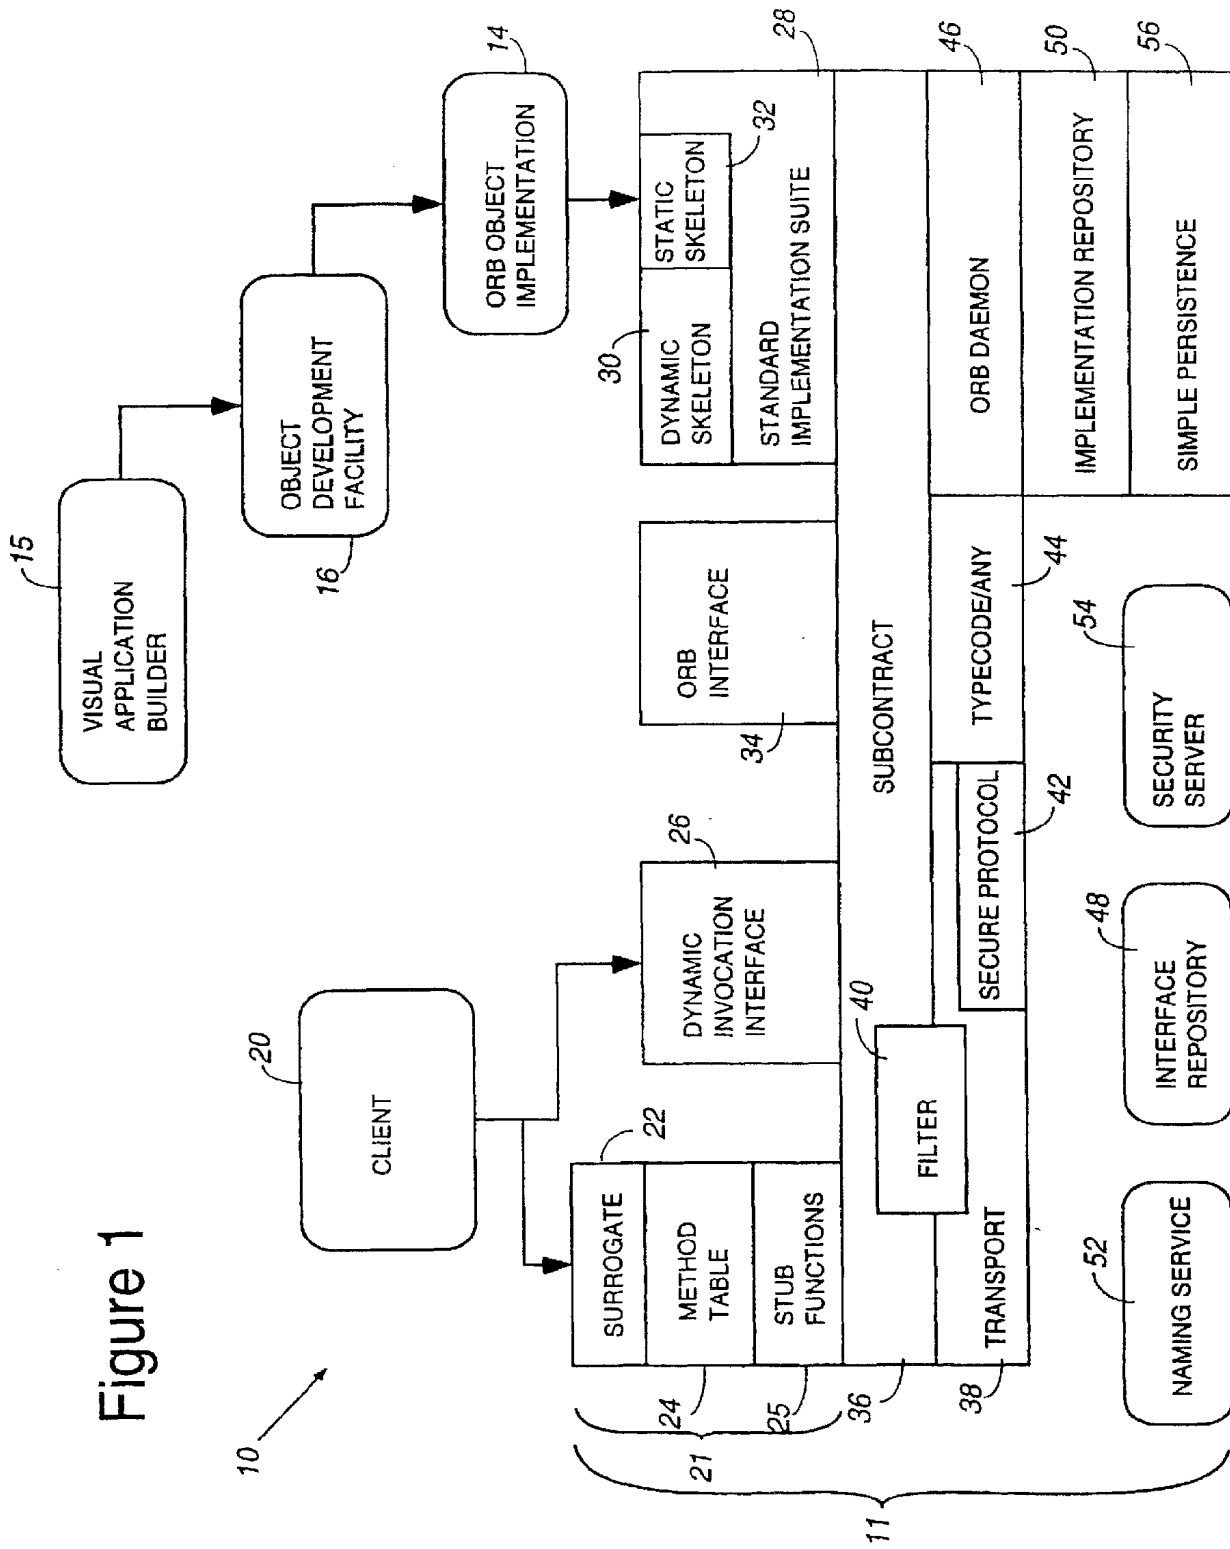 Figure 1
10
15
VISUAL
APPLICATION
BUILDER
OBJECT
DEVELOPMENT
FACILITY
16
14
ORB OBJECT
IMPLEMENTATION
20
CLIENT
22
SURROGATE
METHOD
TABLE
24
STUB
FUNCTIONS
25
21
11
26
DYNAMIC
INVOCATION
INTERFACE
ORB
INTERFACE
34
30
DYNAMIC
SKELETON
STATIC
SKELETON
32
STANDARD
IMPLEMENTATION SUITE
28
SUBCONTRACT
36
40
FILTER
TRANSPORT
38
SECURE PROTOCOL
42
TYPECODE/ANY
44
ORB DAEMON
46
IMPLEMENTATION REPOSITORY
50
SIMPLE PERSISTENCE
56
52
NAMING SERVICE
48
INTERFACE
REPOSITORY
54
SECURITY
SERVER